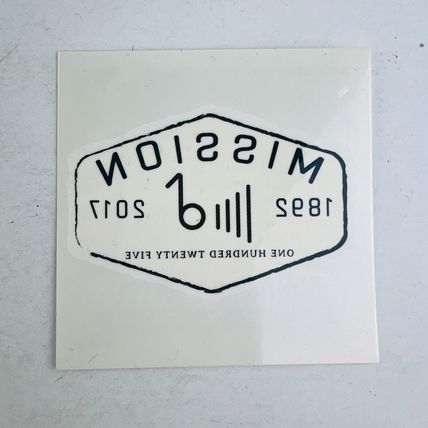 MISSION
1892 2017
ONE HUNDRED TWENTY FIVE